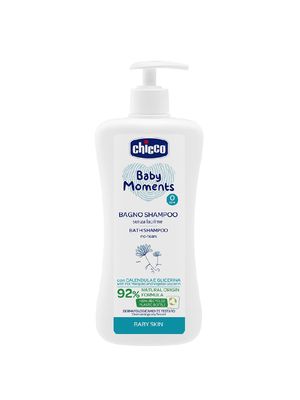 chicco
Baby
Moments
0
BAGNO SHAMPOO
senza lacrime
BATH SHAMPOO
no-tears
con CALENDULA E GLICERINA
92% NATURAL ORIGIN
FORMULA
DERMATOLOGICAMENTE TESTATO
BABY SKIN